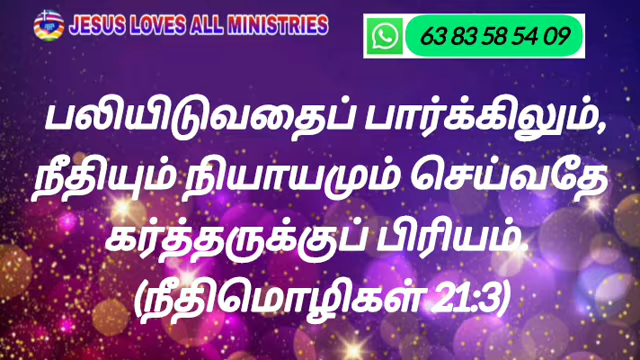 JESUS LOVES ALL MINISTRIES
63 83 58 54 09
பலியிடுவதைப் பார்க்கிலும்,
நீதியும் நியாயமும் செய்வதே
கர்த்தருக்குப் பிரியம்.
(நீதிமொழிகள் 21:3)